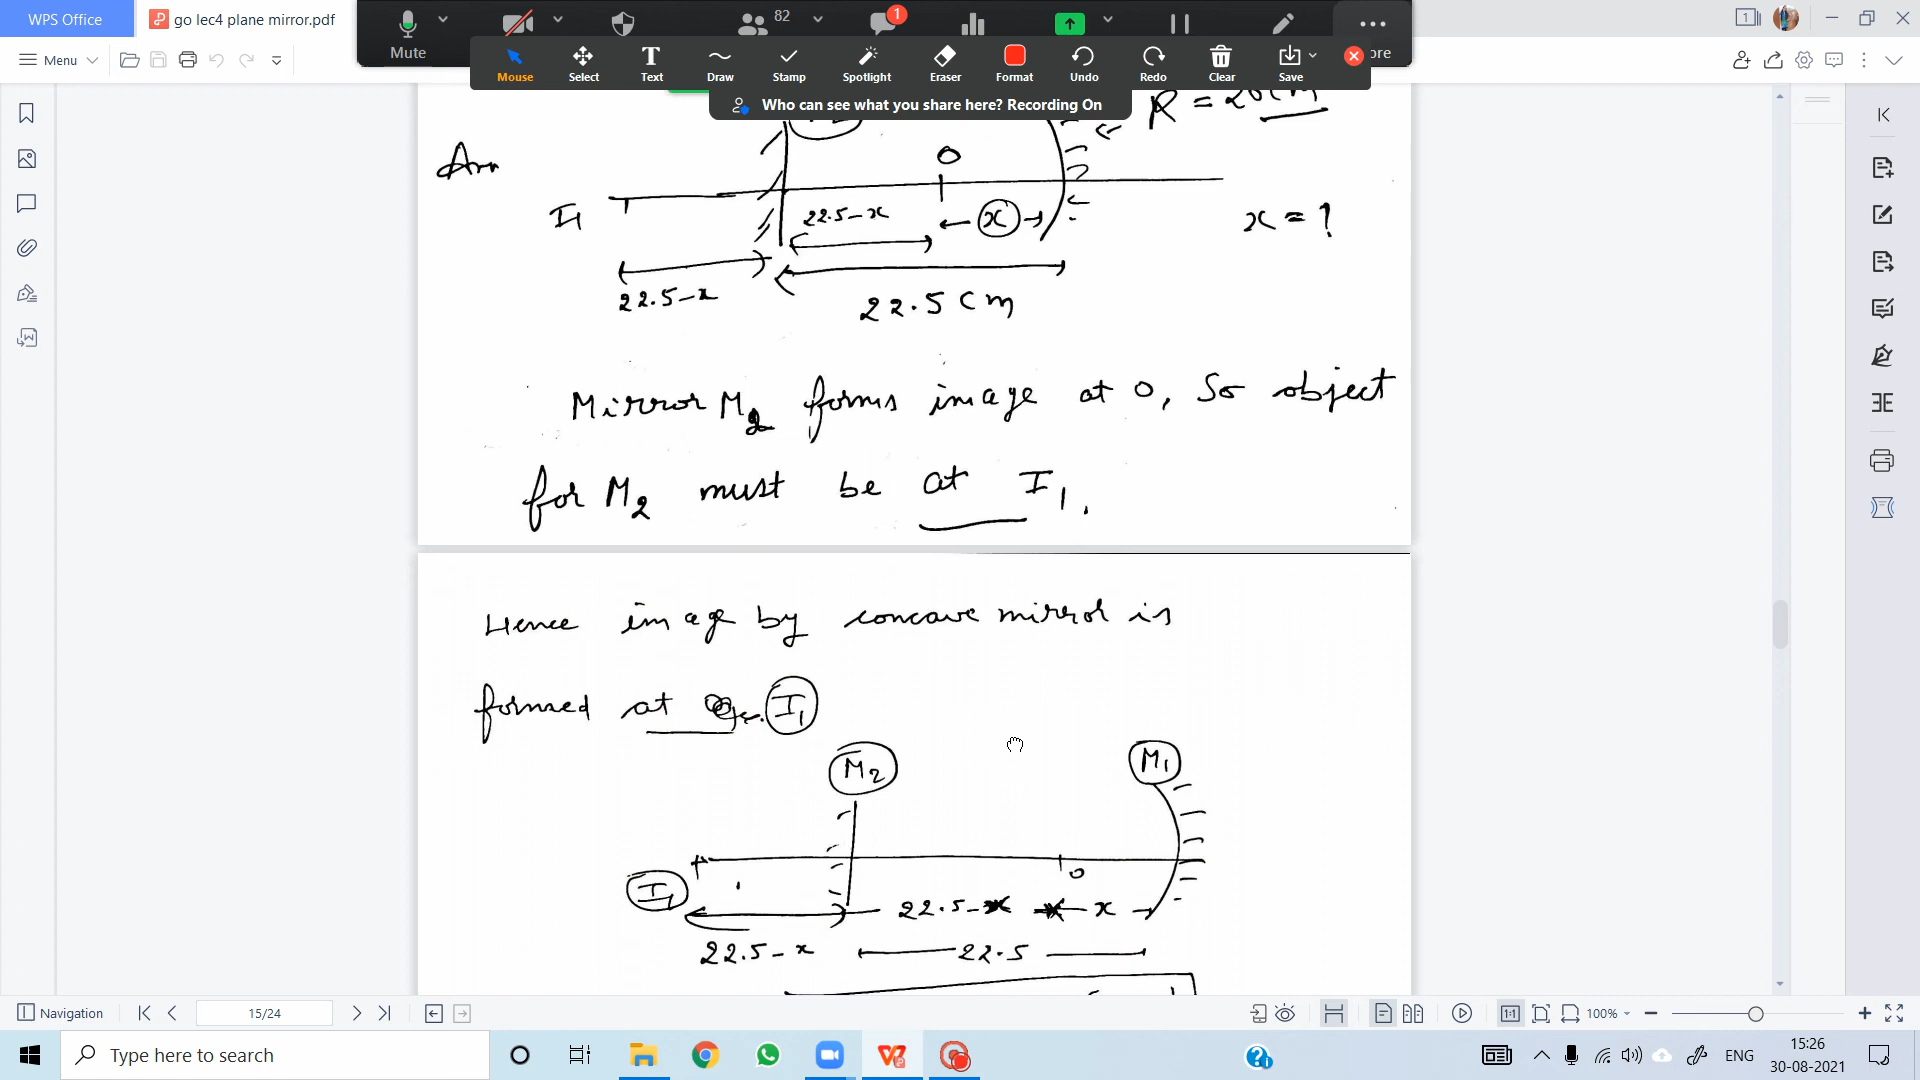 WPS Office
go lec4 plane mirror.pdf
82
1
Mute
ore
Menu
Mouse
Select
Text
Draw
Stamp
Spotlight
Eraser
Format
Undo
Redo
Clear
Save
Who can see what you share here? Recording On
R = 20cm
Ans
O
I1
22.5-x
x
x = ?
22.5-x
22.5 cm
Mirror M2 forms image at O, So object
for M2 must be at I1.
Hence image by concave mirror is
formed at I1
M2
M1
O
I1
22.5-x
x
22.5-x
22.5
Navigation
15/24
1:1
100%
Type here to search
ENG
15:26
30-08-2021